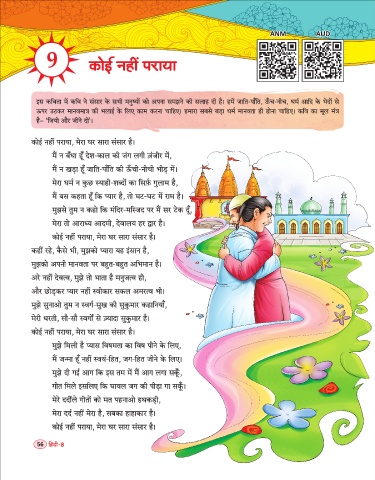 ANM
AUD
9
कोई नहीं पराया
इस कविता में कवि ने संसार के सभी मनुष्यों को अपना समझने की सलाह दी है। हमें जाति-पाँति, ऊँच-नीच, धर्म आदि के भेदों से
ऊपर उठकर मानवमात्र की भलाई के लिए काम करना चाहिए। हमारा सबसे बड़ा धर्म मानवता ही होना चाहिए। कवि का मूल मंत्र
है– 'जियो और जीने दो'।
कोई नहीं पराया, मेरा घर सारा संसार है।
मैं न बँधा हूँ देश-काल की जंग लगी ज़ंजीर में,
मैं न खड़ा हूँ जाति-पाँति की ऊँची-नीची भीड़ में।
मेरा धर्म न कुछ स्याही-शब्दों का सिर्फ़ गुलाम है,
मैं बस कहता हूँ कि प्यार है, तो घट-घट में राम है।
मुझसे तुम न कहो कि मंदिर-मस्जिद पर मैं सर टेक दूँ,
मेरा तो आराध्य आदमी, देवालय हर द्वार है।
कोई नहीं पराया, मेरा घर सारा संसार है।
कहीं रहे, कैसे भी, मुझको प्यारा यह इंसान है,
मुझको अपनी मानवता पर बहुत-बहुत अभिमान है।
अरे नहीं देवत्व, मुझे तो भाता है मनुजत्व ही,
और छोड़कर प्यार नहीं स्वीकार सकल अमरत्व भी।
मुझे सुनाओ तुम न स्वर्ग-सुख की सुकुमार कहानियाँ,
मेरी धरती, सौ-सौ स्वर्गों से ज़्यादा सुकुमार है।
कोई नहीं पराया, मेरा घर सारा संसार है।
मुझे मिली है प्यास विषमता का विष पीने के लिए,
मैं जन्मा हूँ नहीं स्वयं-हित, जग-हित जीने के लिए।
मुझे दी गई आग कि इस तम में मैं आग लगा सकूँ,
गीत मिले इसलिए कि घायल जग की पीड़ा गा सकूँ।
मेरे दर्दीले गीतों को मत पहनाओ हथकड़ी,
मेरा दर्द नहीं मेरा है, सबका हाहाकार है।
कोई नहीं पराया, मेरा घर सारा संसार है।
56 हिंदी-8